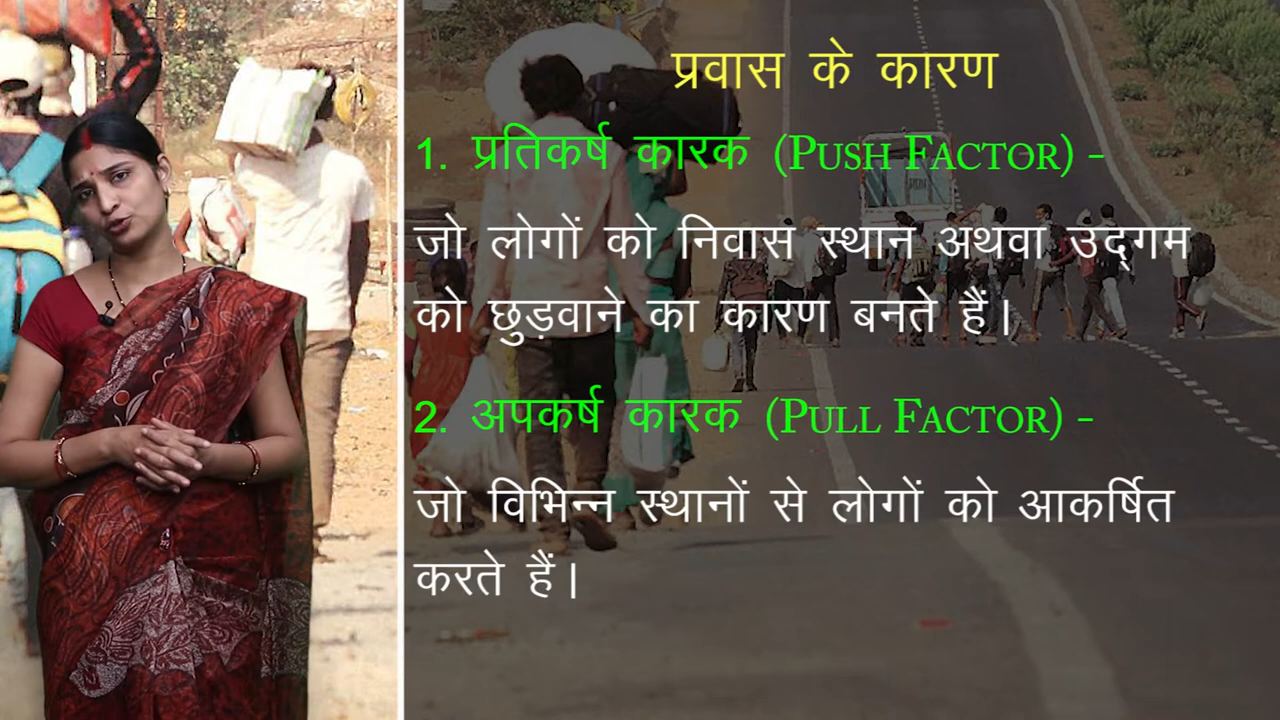 प्रवास के कारण
1. प्रतिकर्ष कारक (PUSH FACTOR) -
जो लोगों को निवास स्थान अथवा उद्‌गम
को छुड़वाने का कारण बनते हैं।
2. अपकर्ष कारक (PULL FACTOR) -
जो विभिन्न स्थानों से लोगों को आकर्षित
करते हैं।